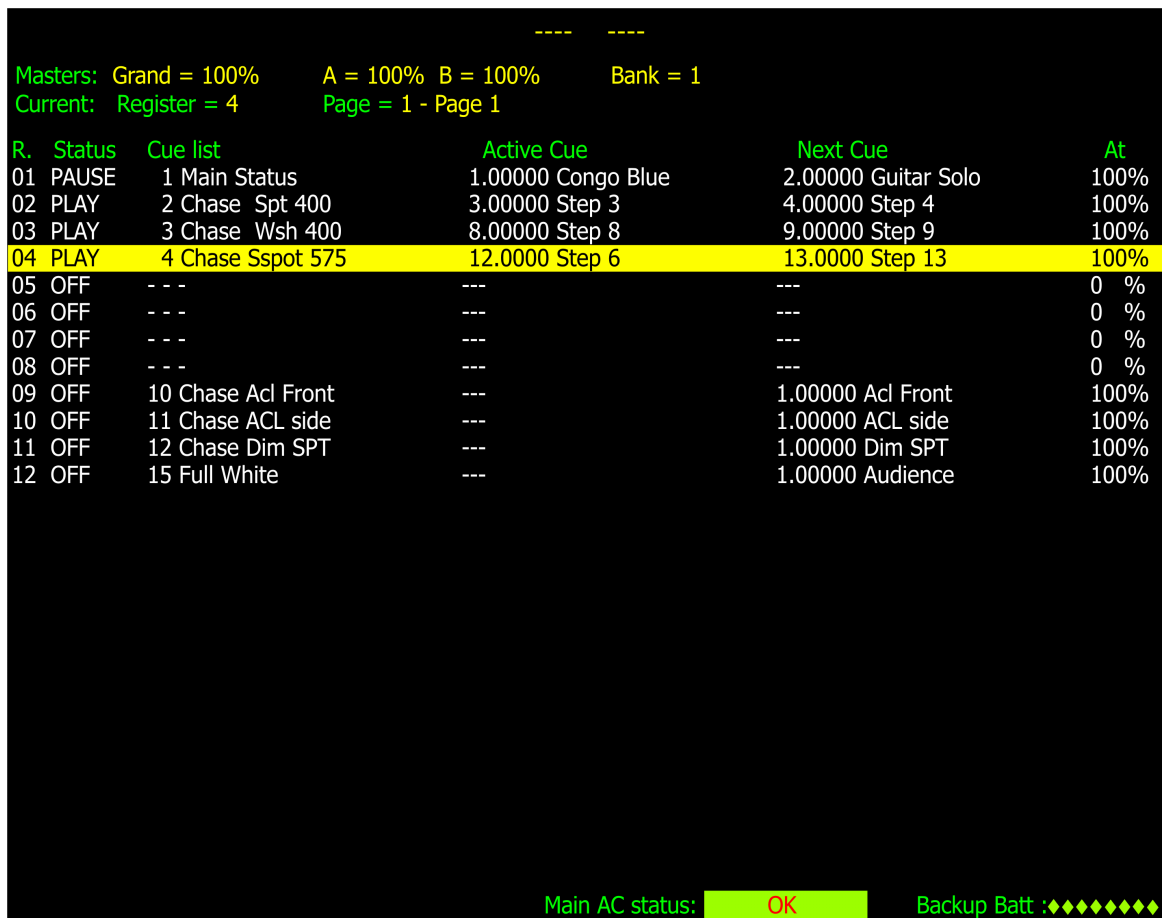 ---- ----
Masters: Grand = 100% A = 100% B = 100% Bank = 1
Current: Register = 4 Page = 1 - Page 1
R. Status Cue list Active Cue Next Cue At
01 PAUSE 1 Main Status 1.00000 Congo Blue 2.00000 Guitar Solo 100%
02 PLAY 2 Chase Spt 400 3.00000 Step 3 4.00000 Step 4 100%
03 PLAY 3 Chase Wsh 400 8.00000 Step 8 9.00000 Step 9 100%
04 PLAY 4 Chase Sspot 575 12.0000 Step 6 13.0000 Step 13 100%
05 OFF - - - --- --- 0 %
06 OFF - - - --- --- 0 %
07 OFF - - - --- --- 0 %
08 OFF - - - --- --- 0 %
09 OFF 10 Chase Acl Front --- 1.00000 Acl Front 100%
10 OFF 11 Chase ACL side --- 1.00000 ACL side 100%
11 OFF 12 Chase Dim SPT --- 1.00000 Dim SPT 100%
12 OFF 15 Full White --- 1.00000 Audience 100%
Main AC status: OK Backup Batt :♦♦♦♦♦♦♦♦